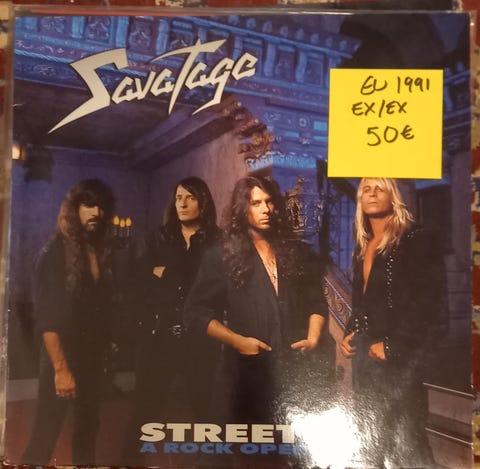 Savatage
EU 1991
EX/EX
50€
STREET
A ROCK OPE